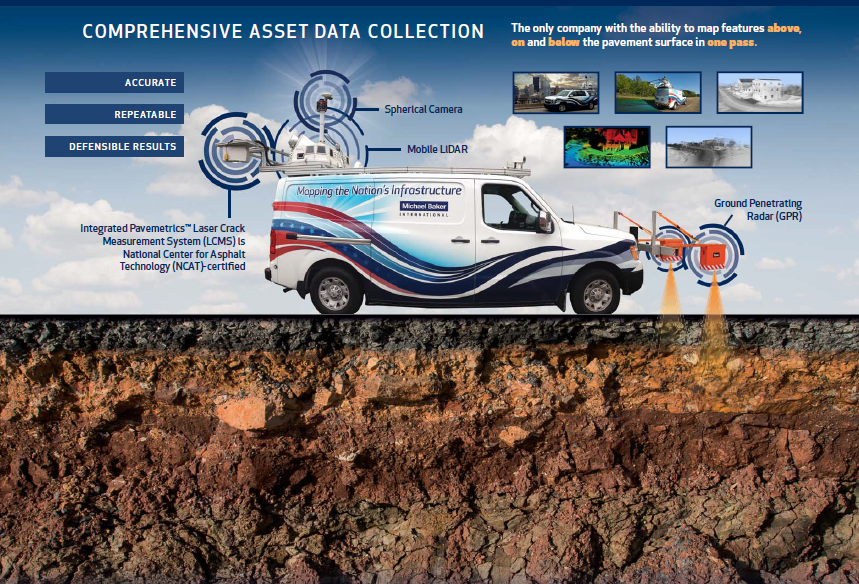 COMPREHENSIVE ASSET DATA COLLECTION
The only company with the ability to map features above,
on and below the pavement surface in one pass.
ACCURATE
REPEATABLE
DEFENSIBLE RESULTS
Spherical Camera
Mobile LiDAR
Mapping the Nation's Infrastructure
Michael Baker
INTERNATIONAL
Ground Penetrating
Radar (GPR)
Integrated Pavemetrics™ Laser Crack
Measurement System (LCMS) is
National Center for Asphalt
Technology (NCAT)-certified